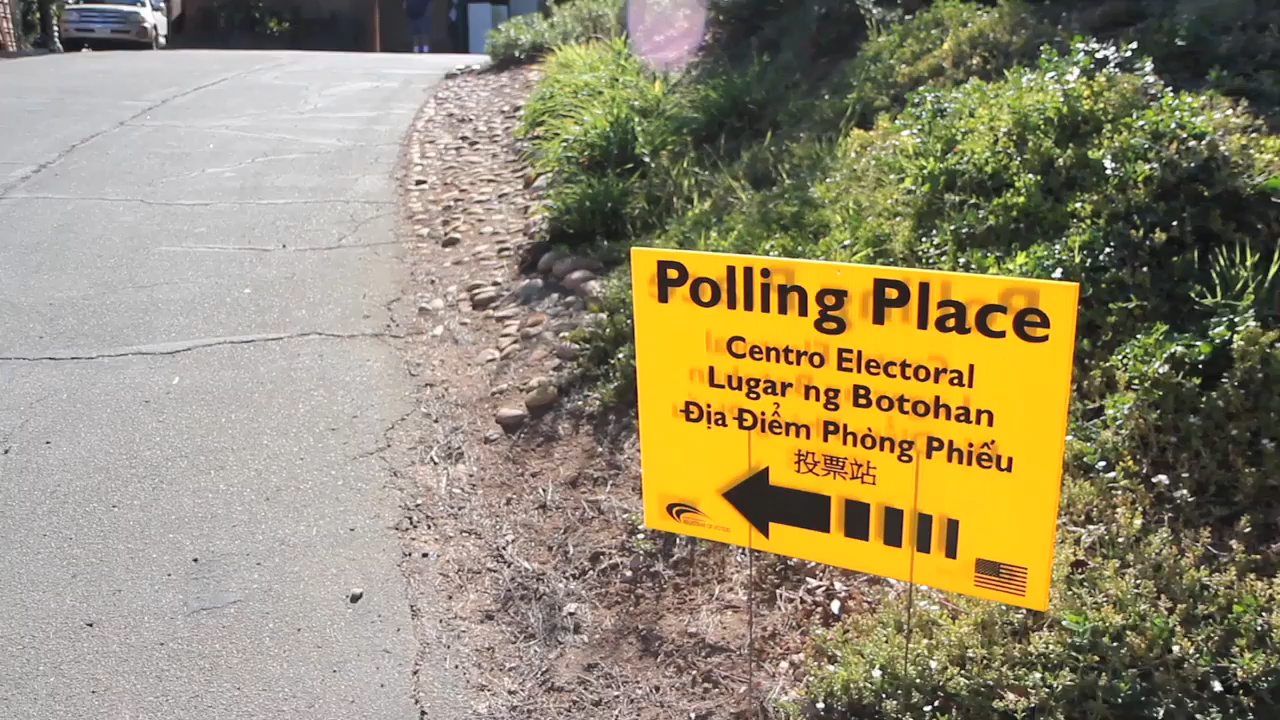 Polling Place
Centro Electoral
Lugar ng Botohan
Địa Điểm Phòng Phiếu
投票站